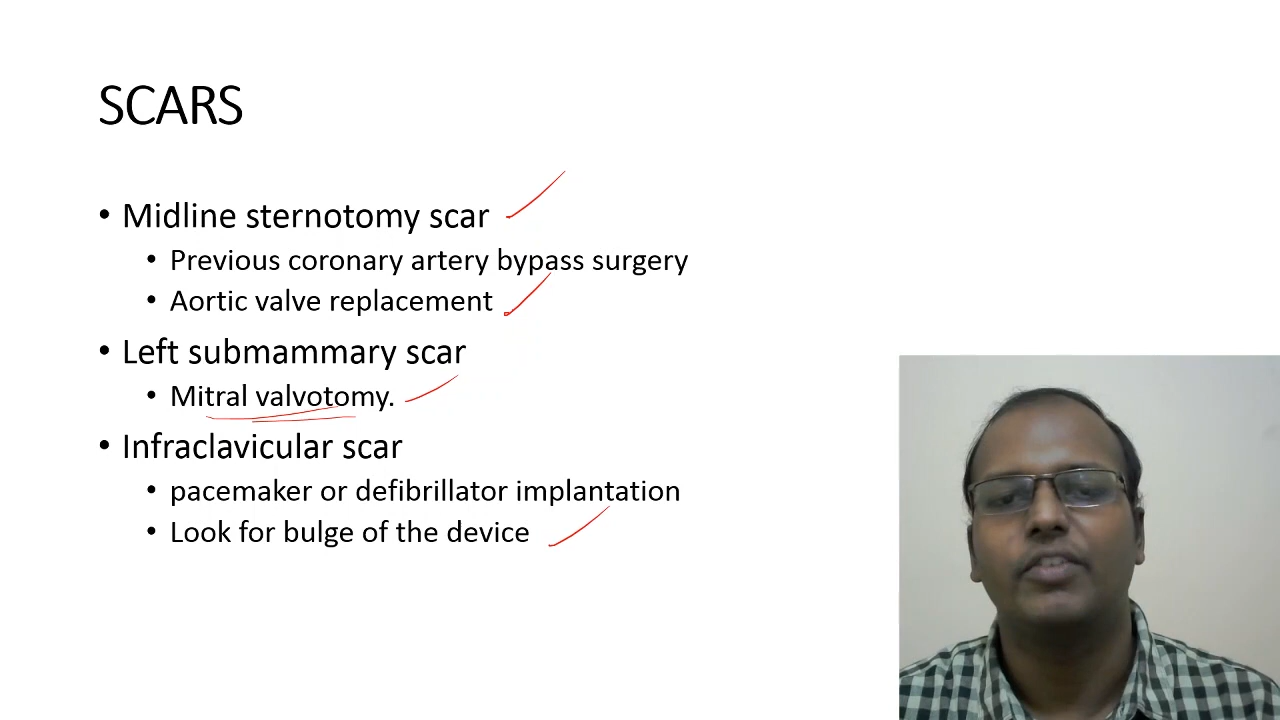 SCARS
• Midline sternotomy scar
• Previous coronary artery bypass surgery
• Aortic valve replacement
• Left submammary scar
• Mitral valvotomy.
• Infraclavicular scar
• pacemaker or defibrillator implantation
• Look for bulge of the device